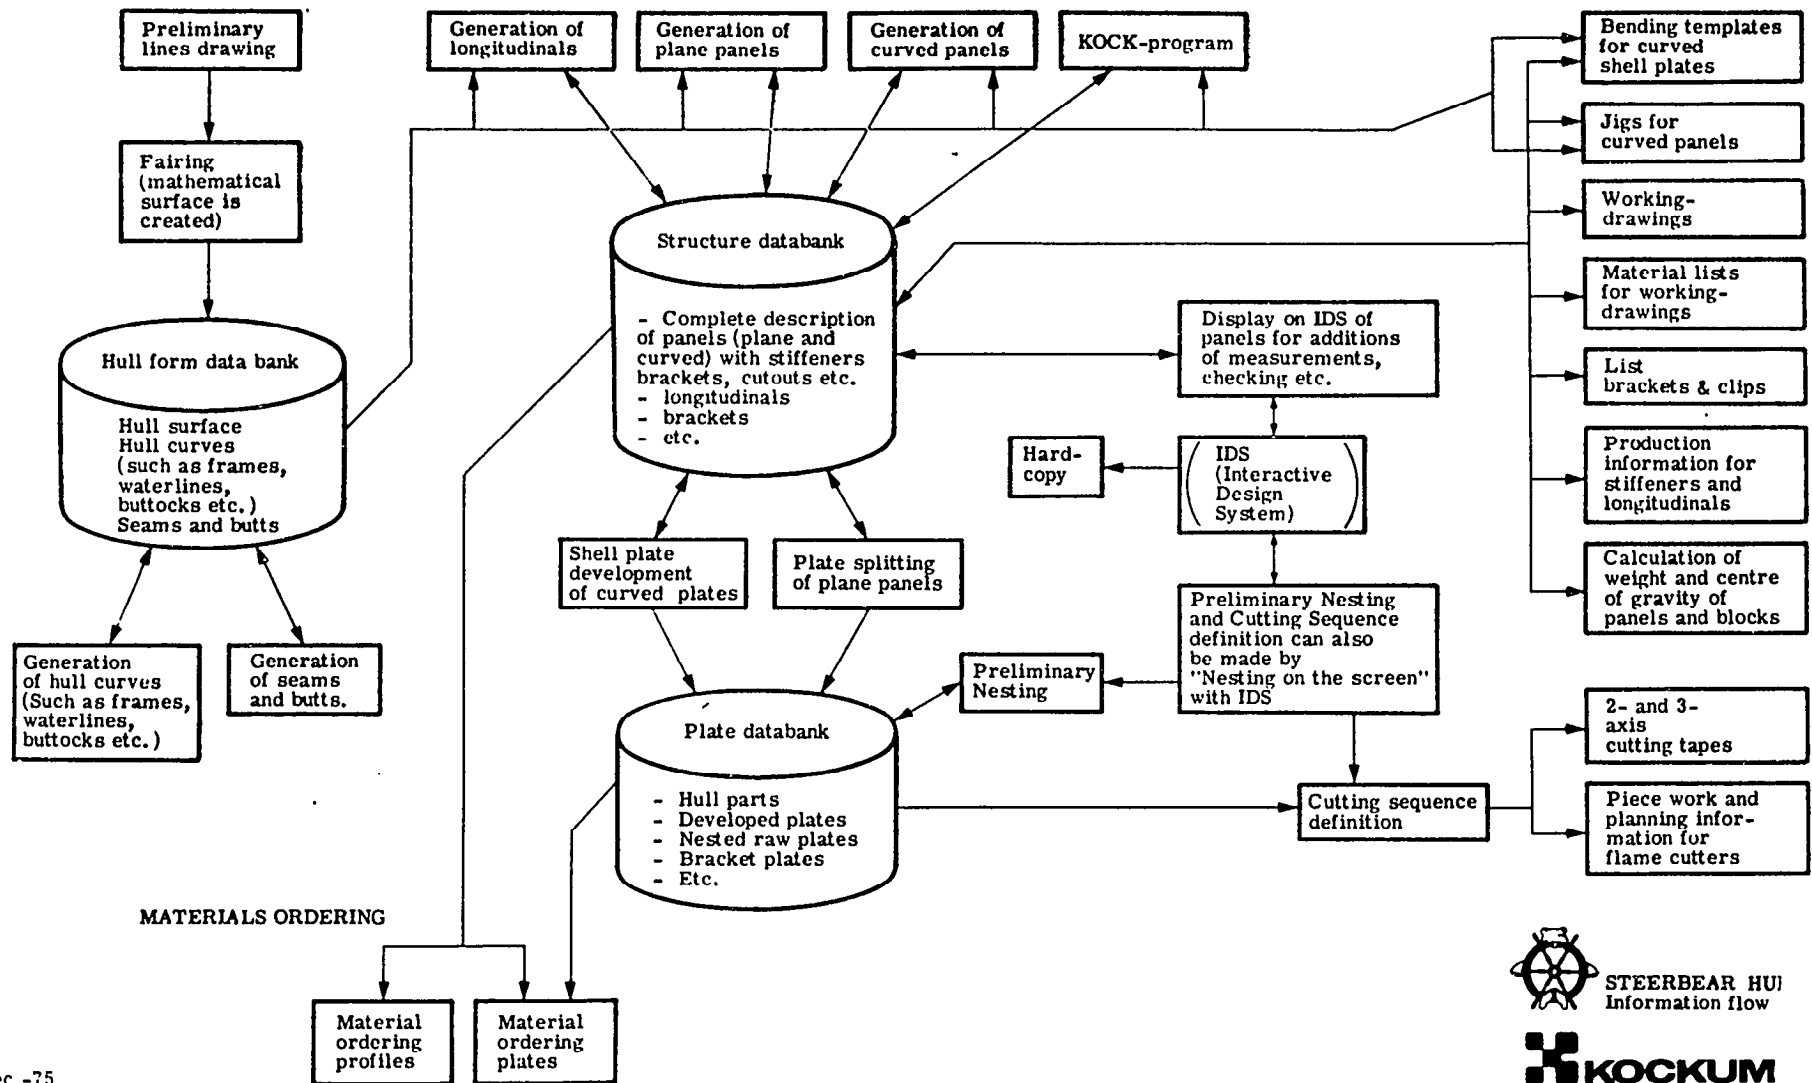 Preliminary
lines drawing
Generation of
longitudinals
Generation of
plane panels
Generation of
curved panels
KOCK-program
Bending templates
for curved
shell plates
Jigs for
curved panels
Working-
drawings
Material lists
for working-
drawings
List
brackets & clips
Production
information for
stiffeners and
longitudinals
Calculation of
weight and centre
of gravity of
panels and blocks
Fairing
(mathematical
surface is
created)
Hull form data bank
Hull surface
Hull curves
(such as frames,
waterlines,
buttocks etc.)
Seams and butts
Generation
of hull curves
(Such as frames,
waterlines,
buttocks etc.)
Generation
of seams
and butts.
Structure databank
- Complete description
of panels (plane and
curved) with stiffeners
brackets, cutouts etc.
- longitudinals
- brackets
- etc.
Display on IDS of
panels for additions
of measurements,
checking etc.
Hard-
copy
IDS
(Interactive
Design
System)
Shell plate
development
of curved plates
Plate splitting
of plane panels
Preliminary Nesting
and Cutting Sequence
definition can also
be made by
"Nesting on the screen"
with IDS
Preliminary
Nesting
Plate databank
- Hull parts
- Developed plates
- Nested raw plates
- Bracket plates
- Etc.
Cutting sequence
definition
2- and 3-
axis
cutting tapes
Piece work and
planning infor-
mation for
flame cutters
MATERIALS ORDERING
Material
ordering
profiles
Material
ordering
plates
STEERBEAR
Information flow
KOCKUM
-75